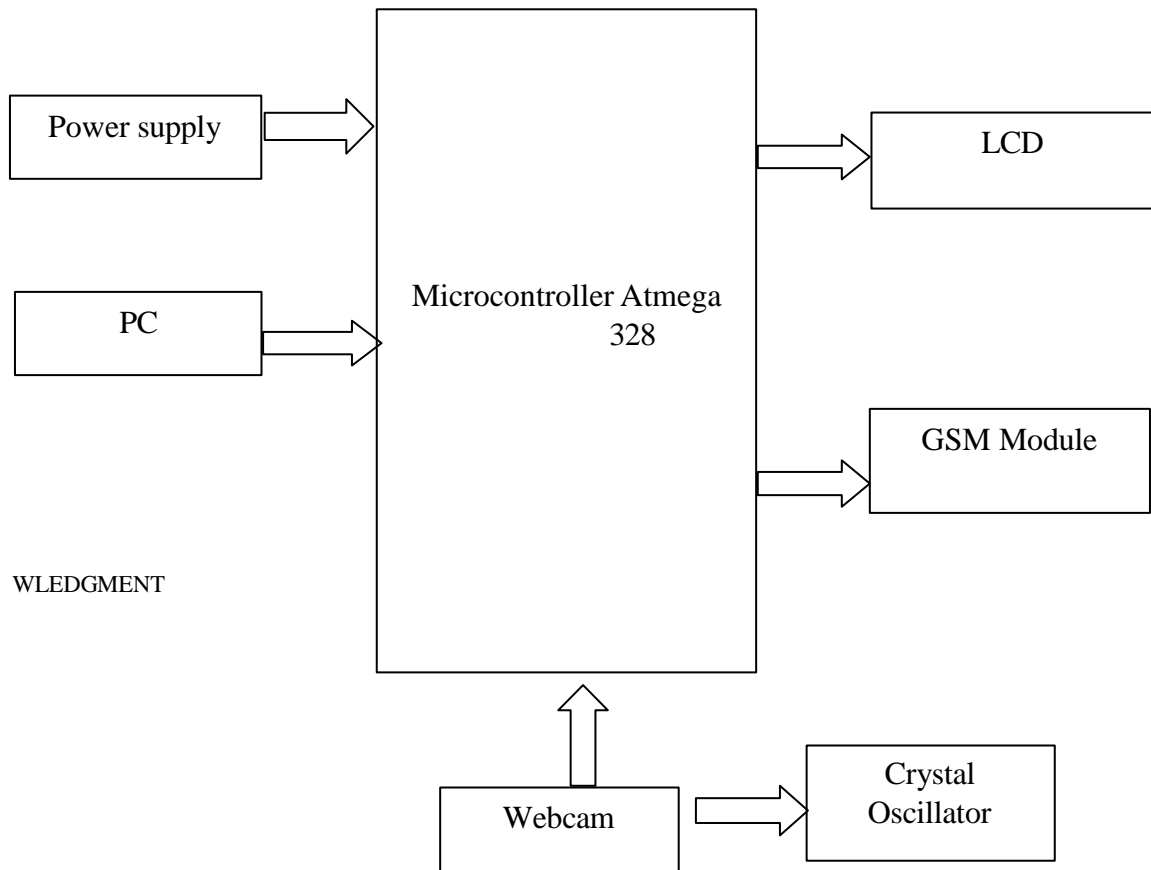 Power supply
LCD
Microcontroller Atmega
328
PC
GSM Module
WLEDGMENT
Crystal
Oscillator
Webcam